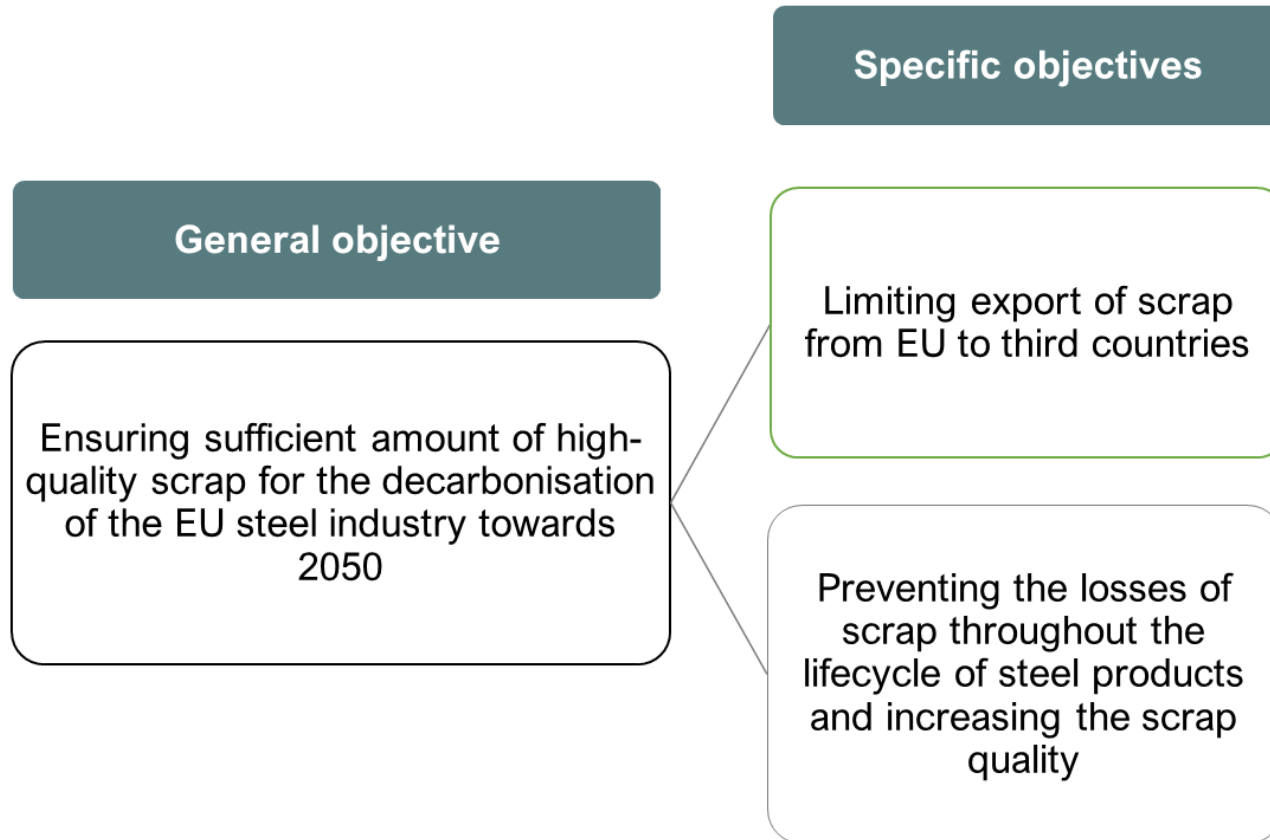 Specific objectives
General objective
Limiting export of scrap
from EU to third countries
Ensuring sufficient amount of high-
quality scrap for the decarbonisation
of the EU steel industry towards
2050
Preventing the losses of
scrap throughout the
lifecycle of steel products
and increasing the scrap
quality